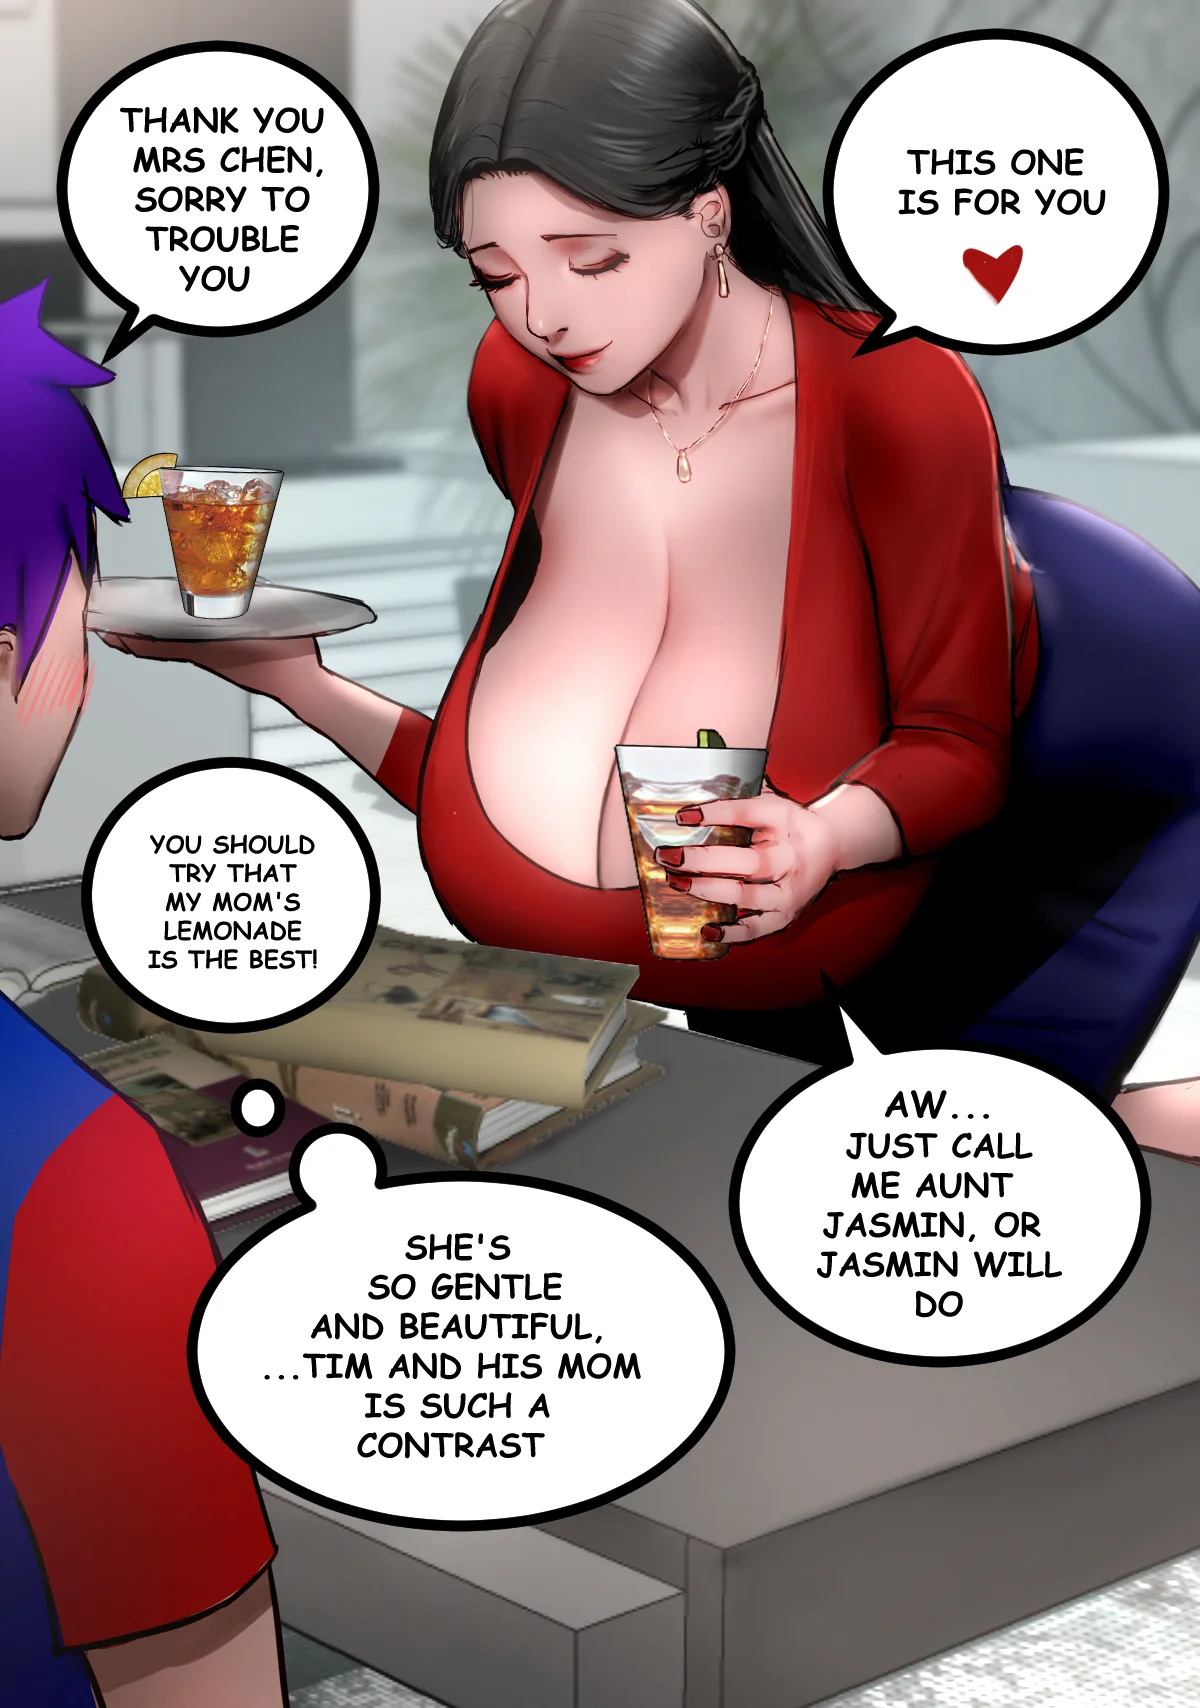 THANK YOU
MRS CHEN,
SORRY TO
TROUBLE
YOU
THIS ONE
IS FOR YOU
YOU SHOULD
TRY THAT
MY MOM'S
LEMONADE
IS THE BEST!
AW...
JUST CALL
ME AUNT
JASMIN, OR
JASMIN WILL
DO
SHE'S
SO GENTLE
AND BEAUTIFUL,
...TIM AND HIS MOM
IS SUCH A
CONTRAST